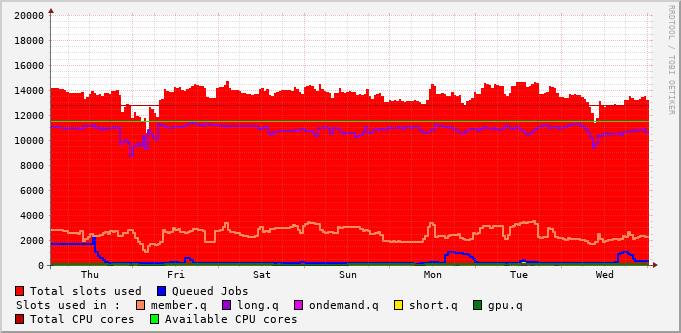 RRDTOOL / TOBI OETIKER
20000
18000
16000
14000
12000
10000
8000
6000
4000
2000
0
Thu Fri Sat Sun Mon Tue Wed
Total slots used Queued Jobs
Slots used in : member.q long.q ondemand.q short.q gpu.q
Total CPU cores Available CPU cores